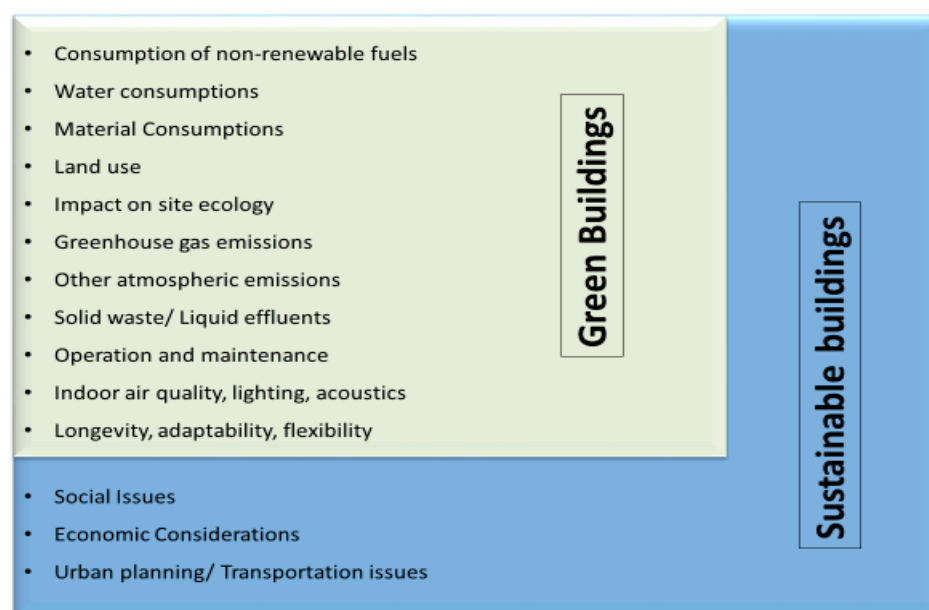 • Consumption of non-renewable fuels
• Water consumptions
• Material Consumptions
• Land use
• Impact on site ecology
• Greenhouse gas emissions
• Other atmospheric emissions
• Solid waste/ Liquid effluents
• Operation and maintenance
• Indoor air quality, lighting, acoustics
• Longevity, adaptability, flexibility
Green Buildings
• Social Issues
• Economic Considerations
• Urban planning/ Transportation issues
Sustainable buildings